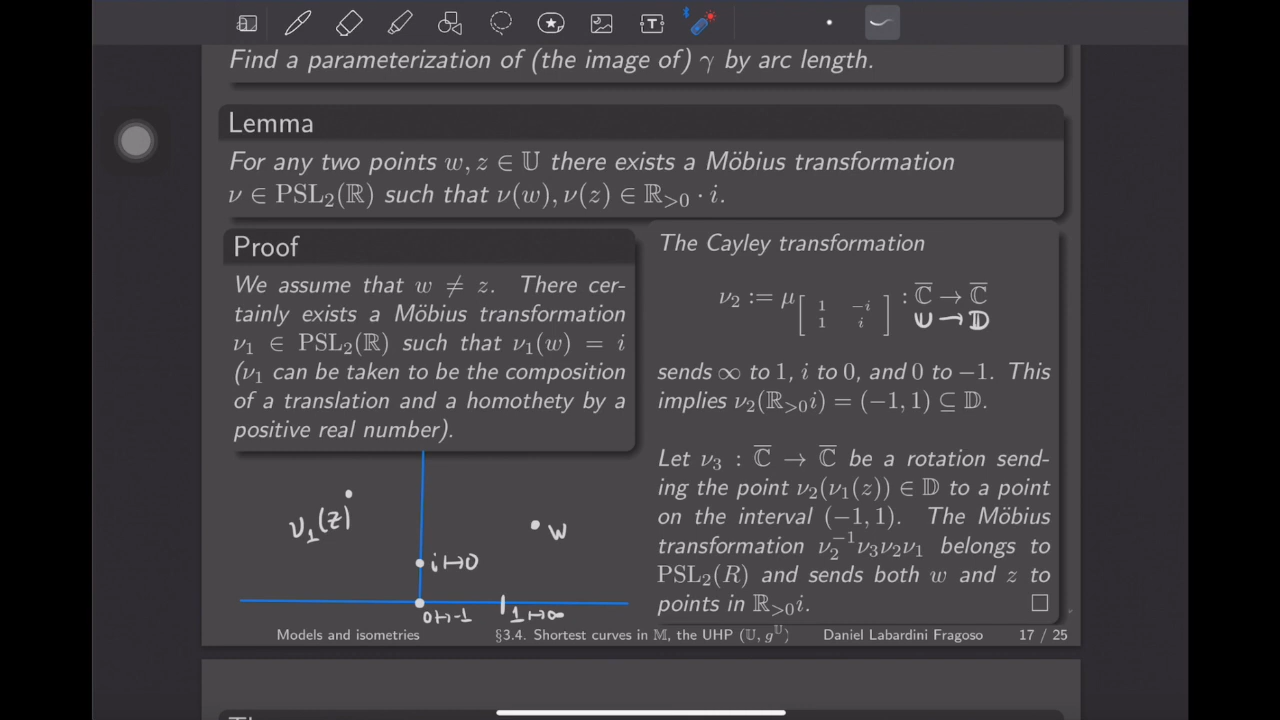 Find a parameterization of (the image of) γ by arc length.
Lemma
For any two points w, z ∈ 𝕌 there exists a Möbius transformation
ν ∈ PSL₂(ℝ) such that ν(w), ν(z) ∈ ℝ>0 · i.
Proof
We assume that w ≠ z. There cer-
tainly exists a Möbius transformation
ν₁ ∈ PSL₂(ℝ) such that ν₁(w) = i
(ν₁ can be taken to be the composition
of a translation and a homothety by a
positive real number).
ν₁(z)
w
i ↦ 0
0 ↦ -1
1 ↦ ∞
The Cayley transformation
ν₂ := μ[1 −i; 1 i] : ℂ̅ → ℂ̅
𝕌 → 𝔻
sends ∞ to 1, i to 0, and 0 to −1. This
implies ν₂(ℝ>0i) = (−1, 1) ⊆ 𝔻.
Let ν₃ : ℂ̅ → ℂ̅ be a rotation send-
ing the point ν₂(ν₁(z)) ∈ 𝔻 to a point
on the interval (−1, 1). The Möbius
transformation ν₂⁻¹ν₃ν₂ν₁ belongs to
PSL₂(R) and sends both w and z to
points in ℝ>0i. □
Models and isometries §3.4. Shortest curves in 𝕄, the UHP (𝕌, g^𝕌) Daniel Labardini Fragoso 17 / 25